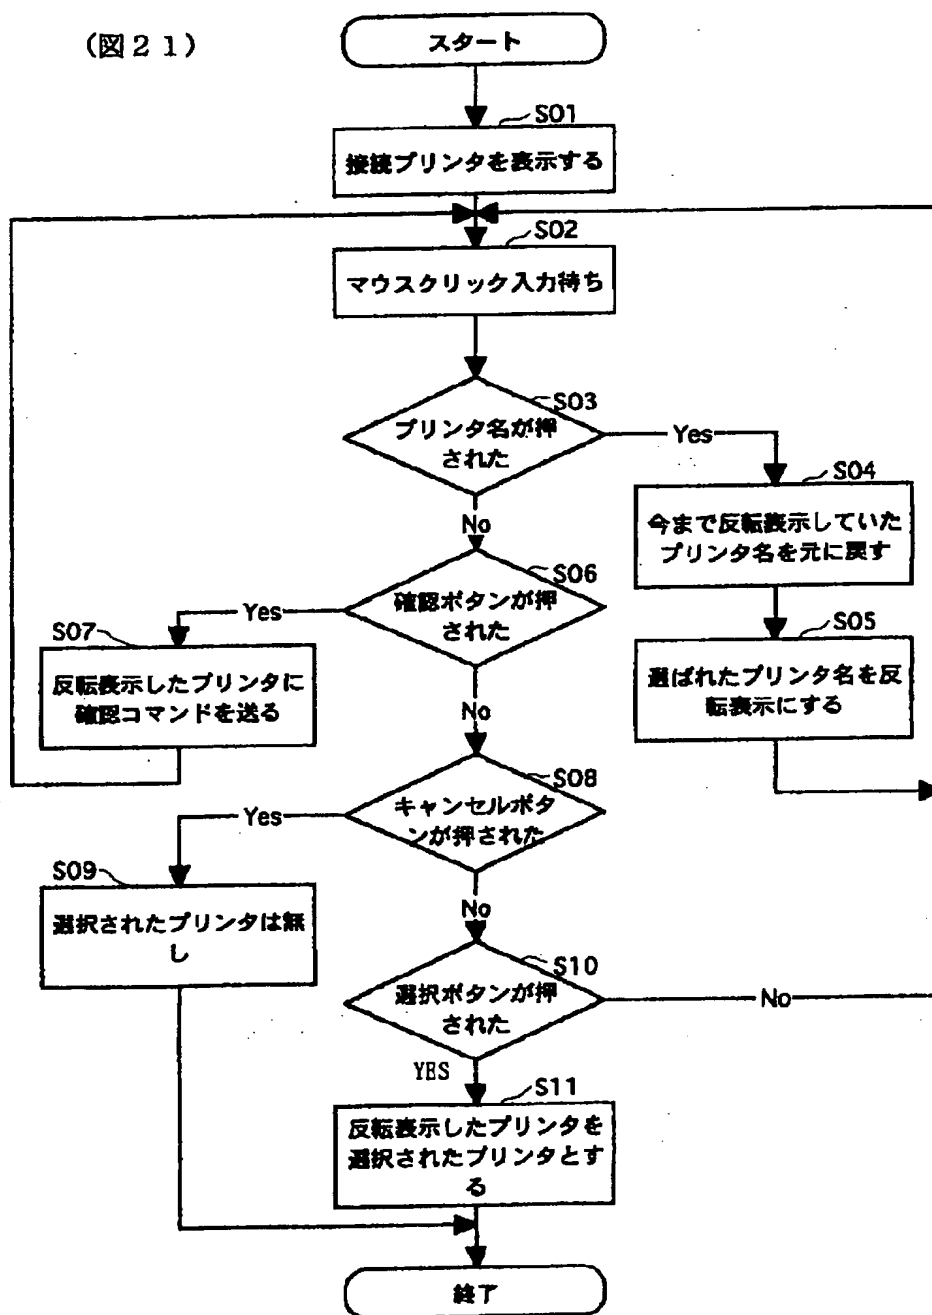 (図21)
スタート
S01
接続プリンタを表示する
S02
マウスクリック入力待ち
S03
プリンタ名が押
された
Yes
No
S04
今まで反転表示していた
プリンタ名を元に戻す
S05
選ばれたプリンタ名を反
転表示にする
S06
確認ボタンが押
された
Yes
No
S07
反転表示したプリンタに
確認コマンドを送る
S08
キャンセルボタ
ンが押された
Yes
No
S09
選択されたプリンタは無
し
S10
選択ボタンが押
された
No
YES
S11
反転表示したプリンタを
選択されたプリンタとす
る
終了